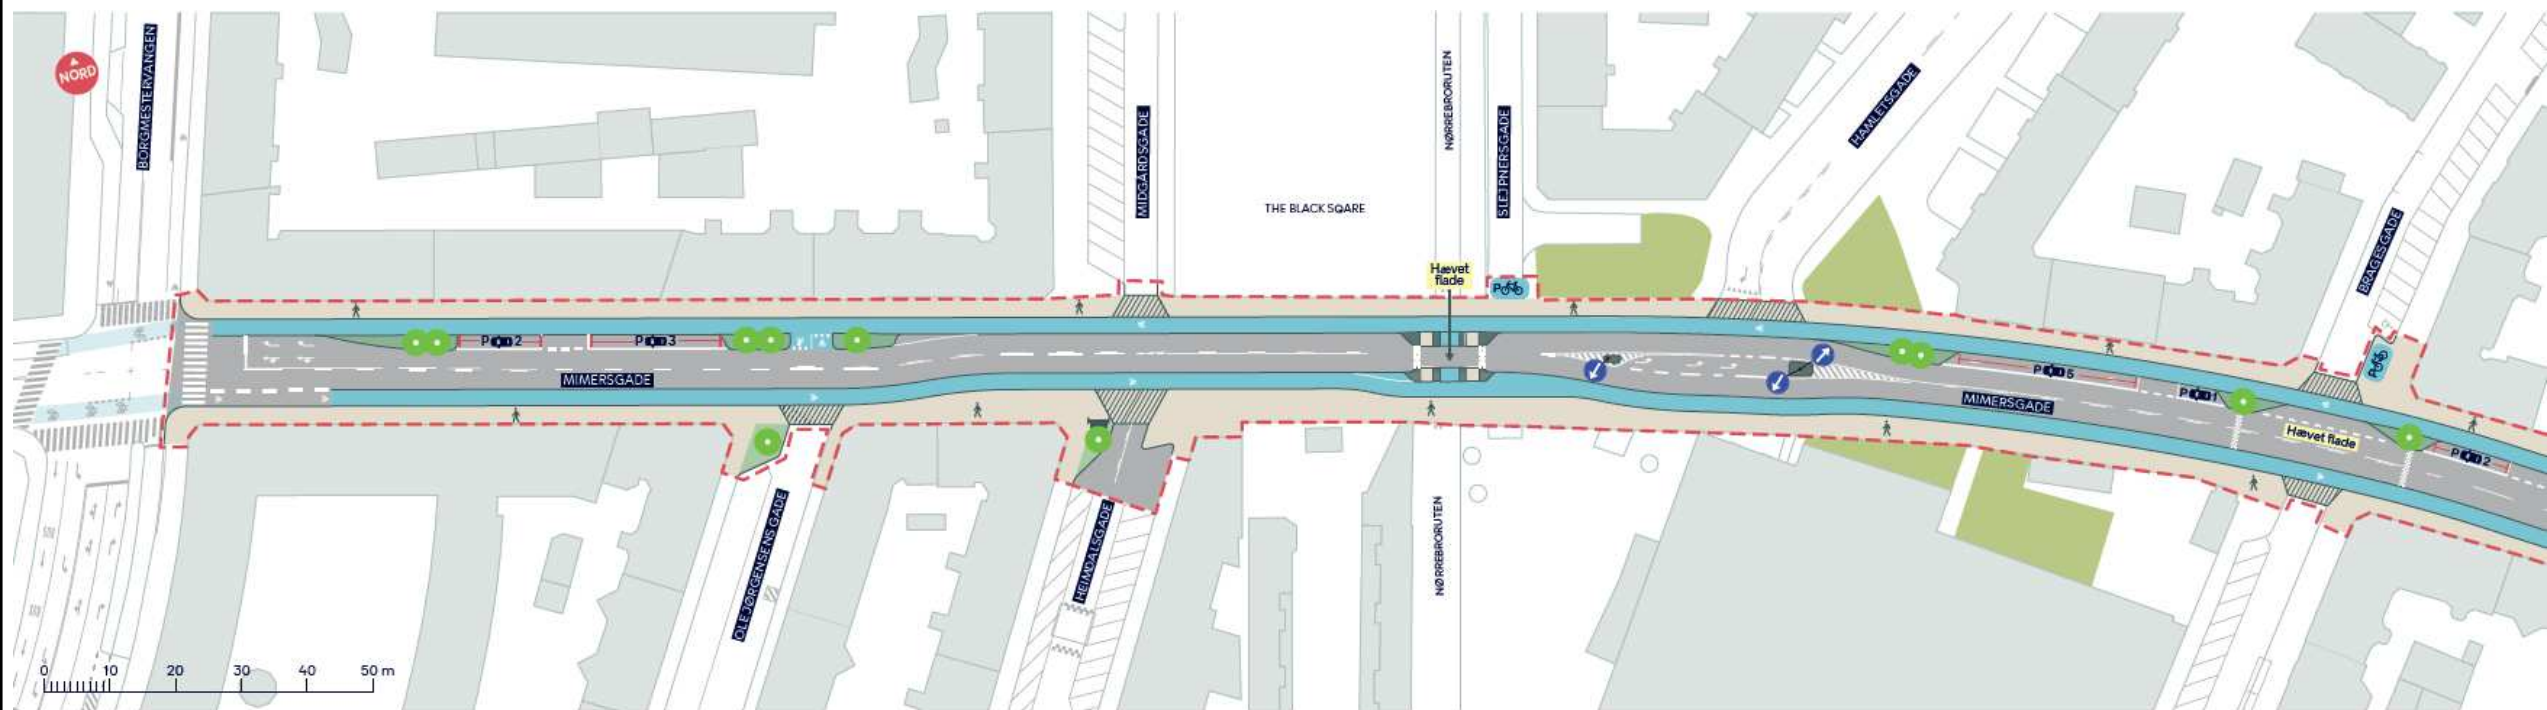 NORD
BORGMESTERVANGEN
MIDGÅRDSGADE
NØRREBRORUTEN
SLEJPNERSGADE
HAMLETSGADE
BRAGESGADE
THE BLACK SQARE
Hævet
flade
P
P 2
P 3
MIMERSGADE
P 5
P 1
MIMERSGADE
Hævet flade
P
P 2
OLE JØRGENSENS GADE
HEIMDALSGADE
NØRREBRORUTEN
0 10 20 30 40 50 m